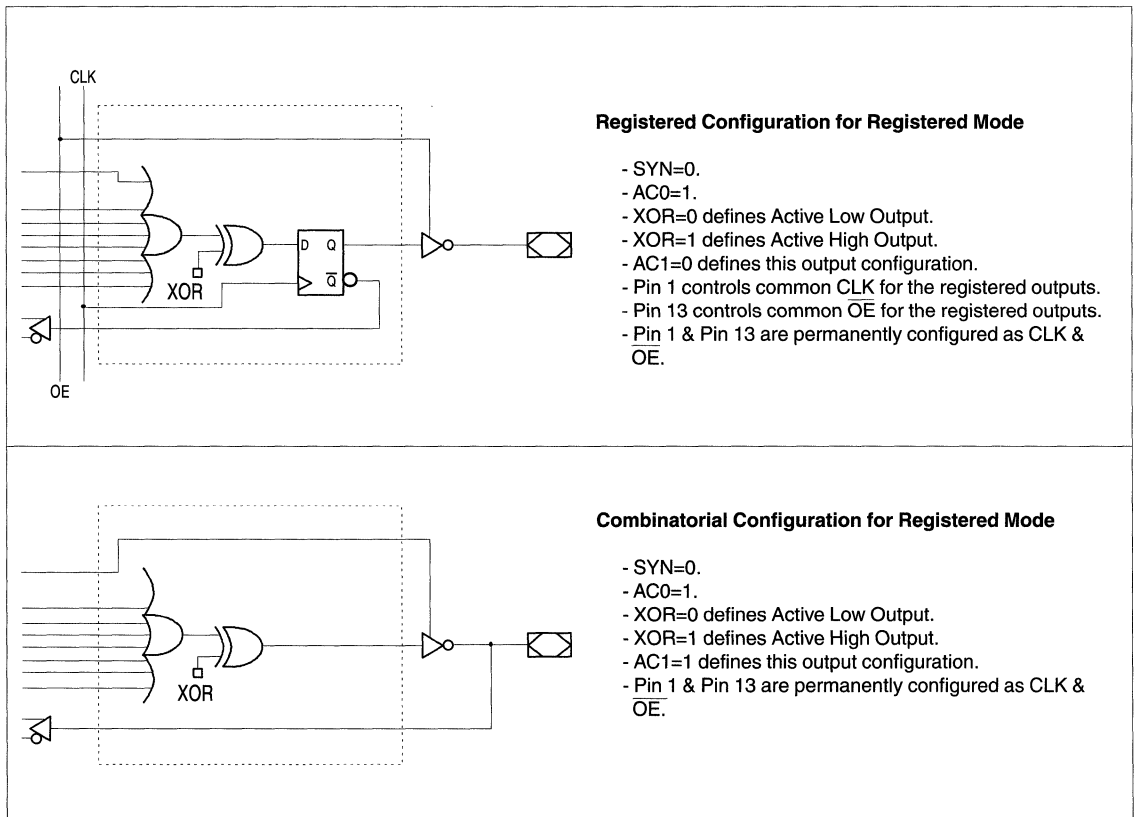 CLK
Registered Configuration for Registered Mode
- SYN=0.
- AC0=1.
- XOR=0 defines Active Low Output.
- XOR=1 defines Active High Output.
- AC1=0 defines this output configuration.
- Pin 1 controls common CLK for the registered outputs.
- Pin 13 controls common O̅E̅ for the registered outputs.
- Pin 1 & Pin 13 are permanently configured as CLK &
O̅E̅.
D Q
Q̅
XOR
OE
Combinatorial Configuration for Registered Mode
- SYN=0.
- AC0=1.
- XOR=0 defines Active Low Output.
- XOR=1 defines Active High Output.
- AC1=1 defines this output configuration.
- Pin 1 & Pin 13 are permanently configured as CLK &
O̅E̅.
XOR